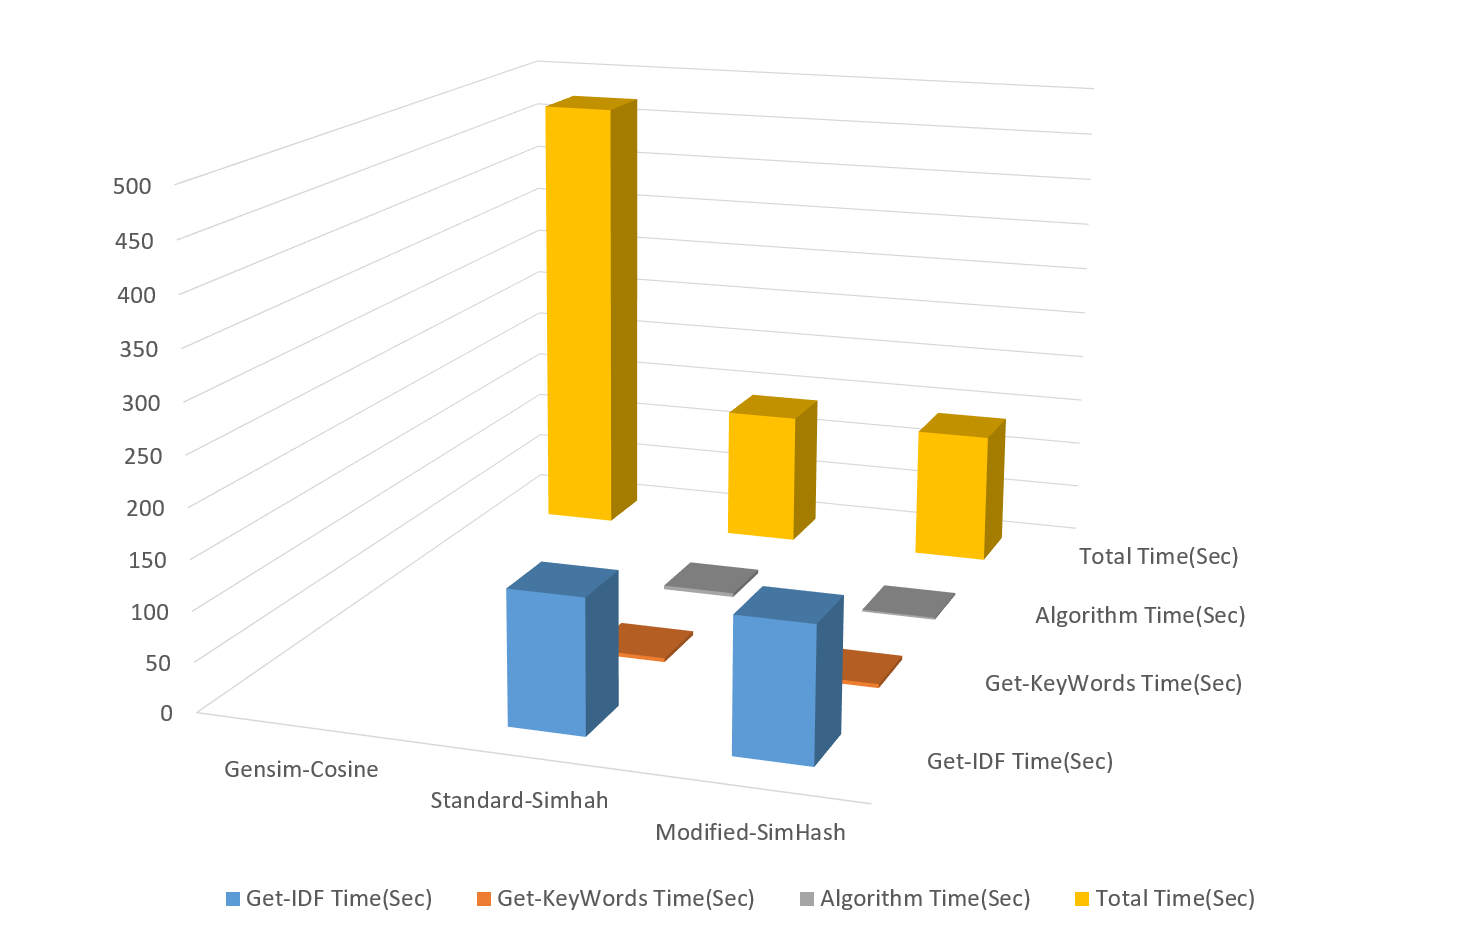 500
450
400
350
300
250
200
150
100
50
0
Gensim-Cosine
Standard-Simhah
Modified-SimHash
Total Time(Sec)
Algorithm Time(Sec)
Get-KeyWords Time(Sec)
Get-IDF Time(Sec)
Get-IDF Time(Sec) Get-KeyWords Time(Sec) Algorithm Time(Sec) Total Time(Sec)